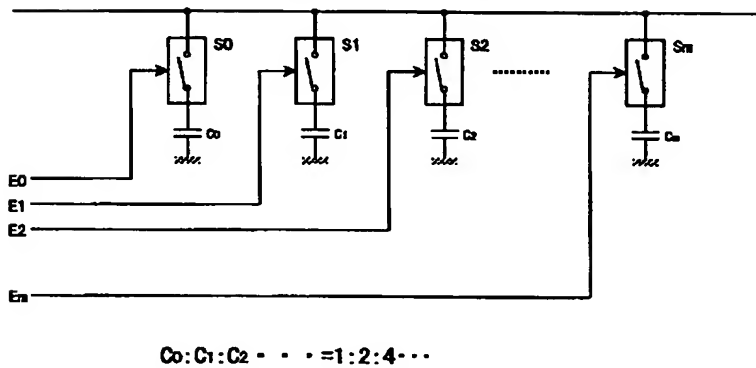 S0 S1 S2 ·········· Sm
C0 C1 C2 Cm
E0
E1
E2
Em
C0:C1:C2 - - - =1:2:4---